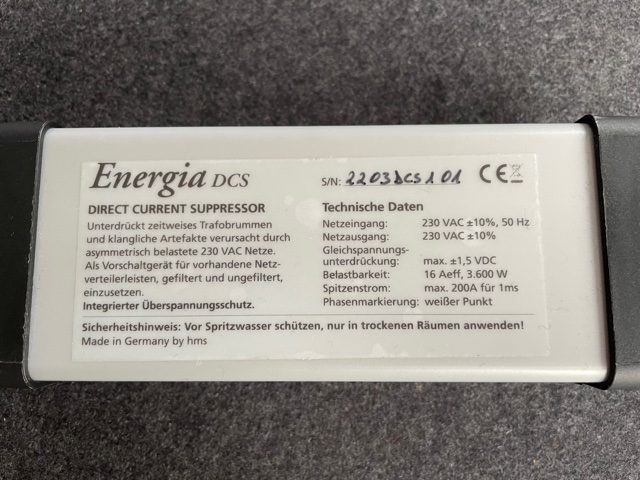 Energia DCS
DIRECT CURRENT SUPPRESSOR
Unterdrückt zeitweises Trafobrummen
und klangliche Artefakte verursacht durch
asymmetrisch belastete 230 VAC Netze.
Als Vorschaltgerät für vorhandene Netz-
verteilerleisten, gefiltert und ungefiltert,
einzusetzen.
Integrierter Überspannungsschutz.
S/N: 2203DCS101 CE
Technische Daten
Netzeingang: 230 VAC ±10%, 50 Hz
Netzausgang: 230 VAC ±10%
Gleichspannungs-
unterdrückung: max. ±1,5 VDC
Belastbarkeit: 16 Aeff, 3.600 W
Spitzenstrom: max. 200A für 1ms
Phasenmarkierung: weißer Punkt
Sicherheitshinweis: Vor Spritzwasser schützen, nur in trockenen Räumen anwenden!
Made in Germany by hms